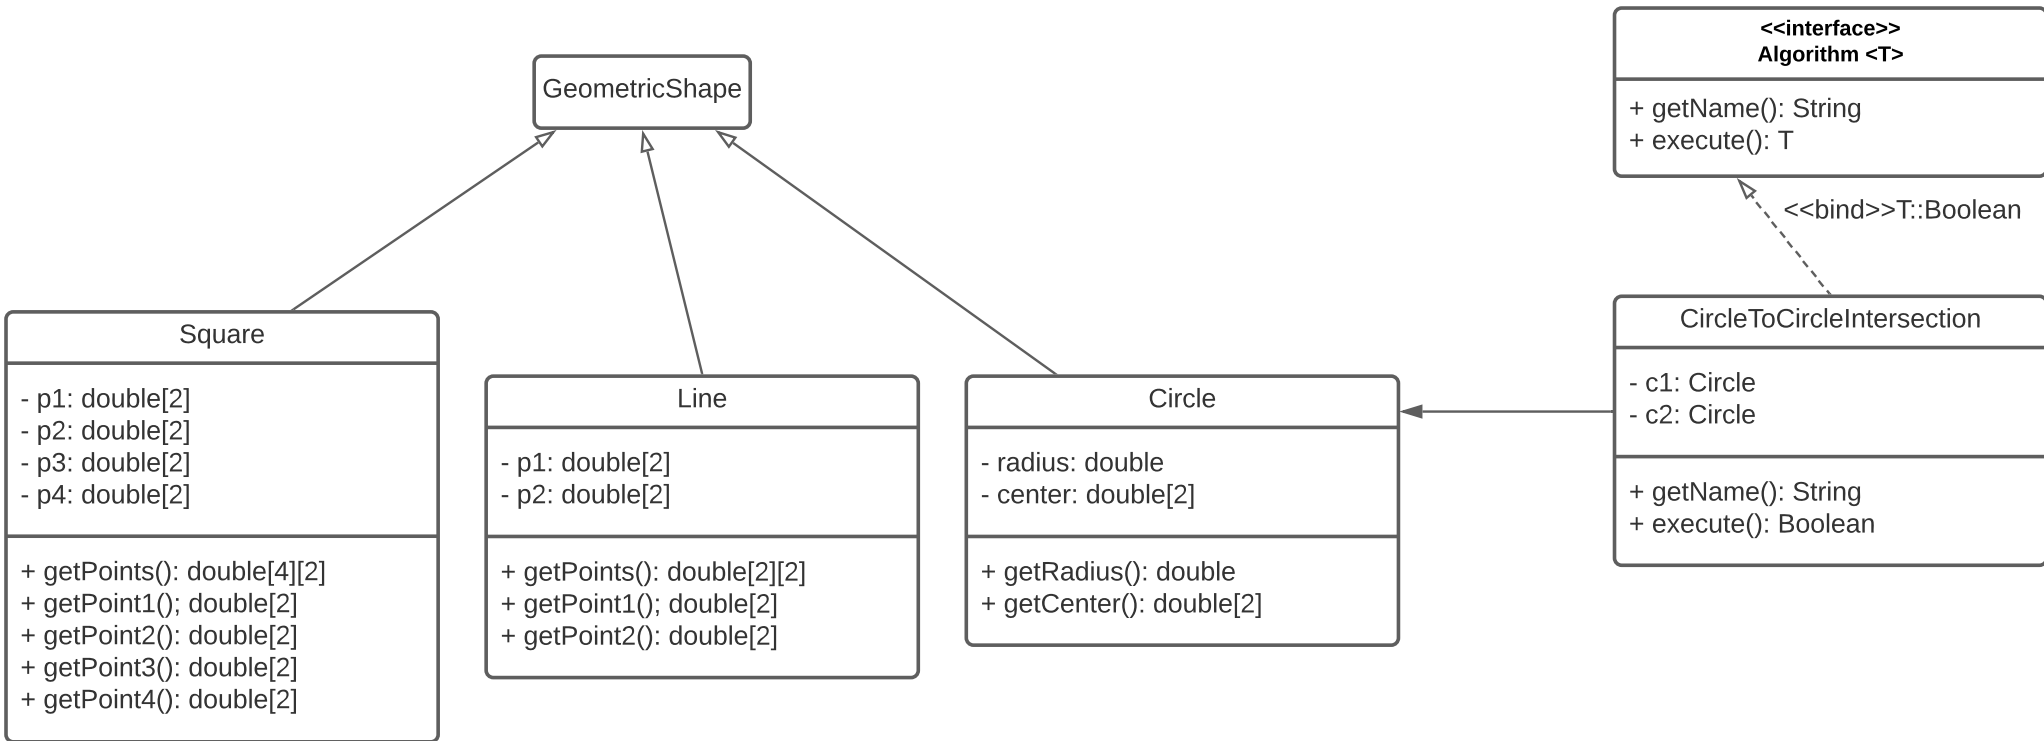 GeometricShape
<<interface>>
Algorithm <T>
+ getName(): String
+ execute(): T
<<bind>>T::Boolean
Square
- p1: double[2]
- p2: double[2]
- p3: double[2]
- p4: double[2]
+ getPoints(): double[4][2]
+ getPoint1(); double[2]
+ getPoint2(): double[2]
+ getPoint3(): double[2]
+ getPoint4(): double[2]
Line
- p1: double[2]
- p2: double[2]
+ getPoints(): double[2][2]
+ getPoint1(); double[2]
+ getPoint2(): double[2]
Circle
- radius: double
- center: double[2]
+ getRadius(): double
+ getCenter(): double[2]
CircleToCircleIntersection
- c1: Circle
- c2: Circle
+ getName(): String
+ execute(): Boolean